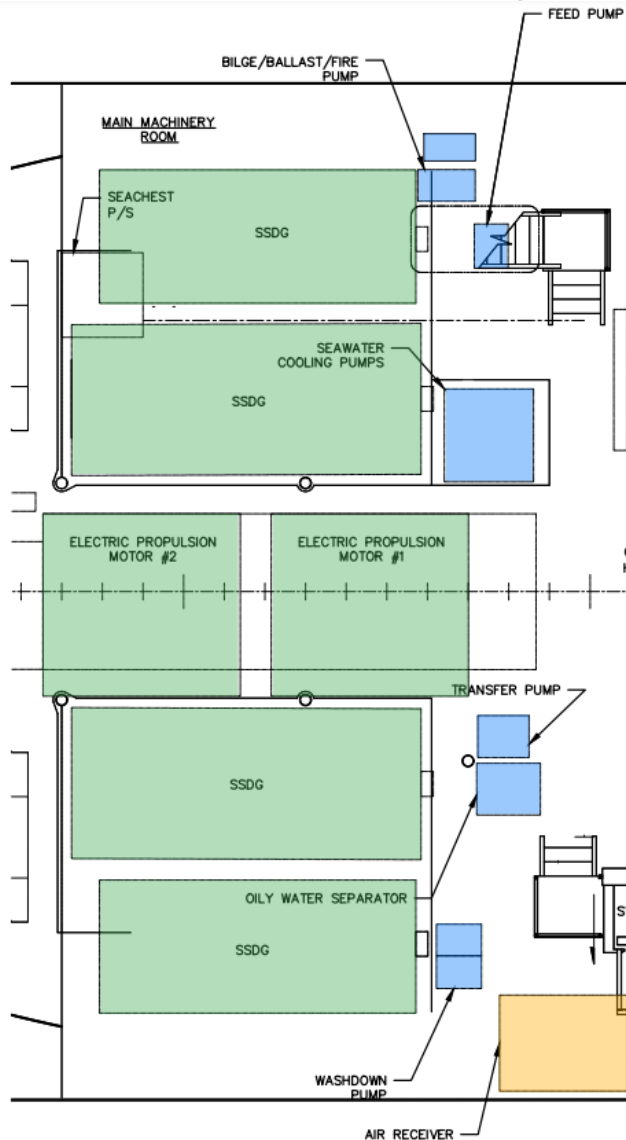 FEED PUMP
BILGE/BALLAST/FIRE
PUMP
MAIN MACHINERY
ROOM
SEACHEST
P/S
SSDG
SEAWATER
COOLING PUMPS
SSDG
ELECTRIC PROPULSION
MOTOR #2
ELECTRIC PROPULSION
MOTOR #1
TRANSFER PUMP
SSDG
OILY WATER SEPARATOR
SSDG
WASHDOWN
PUMP
AIR RECEIVER